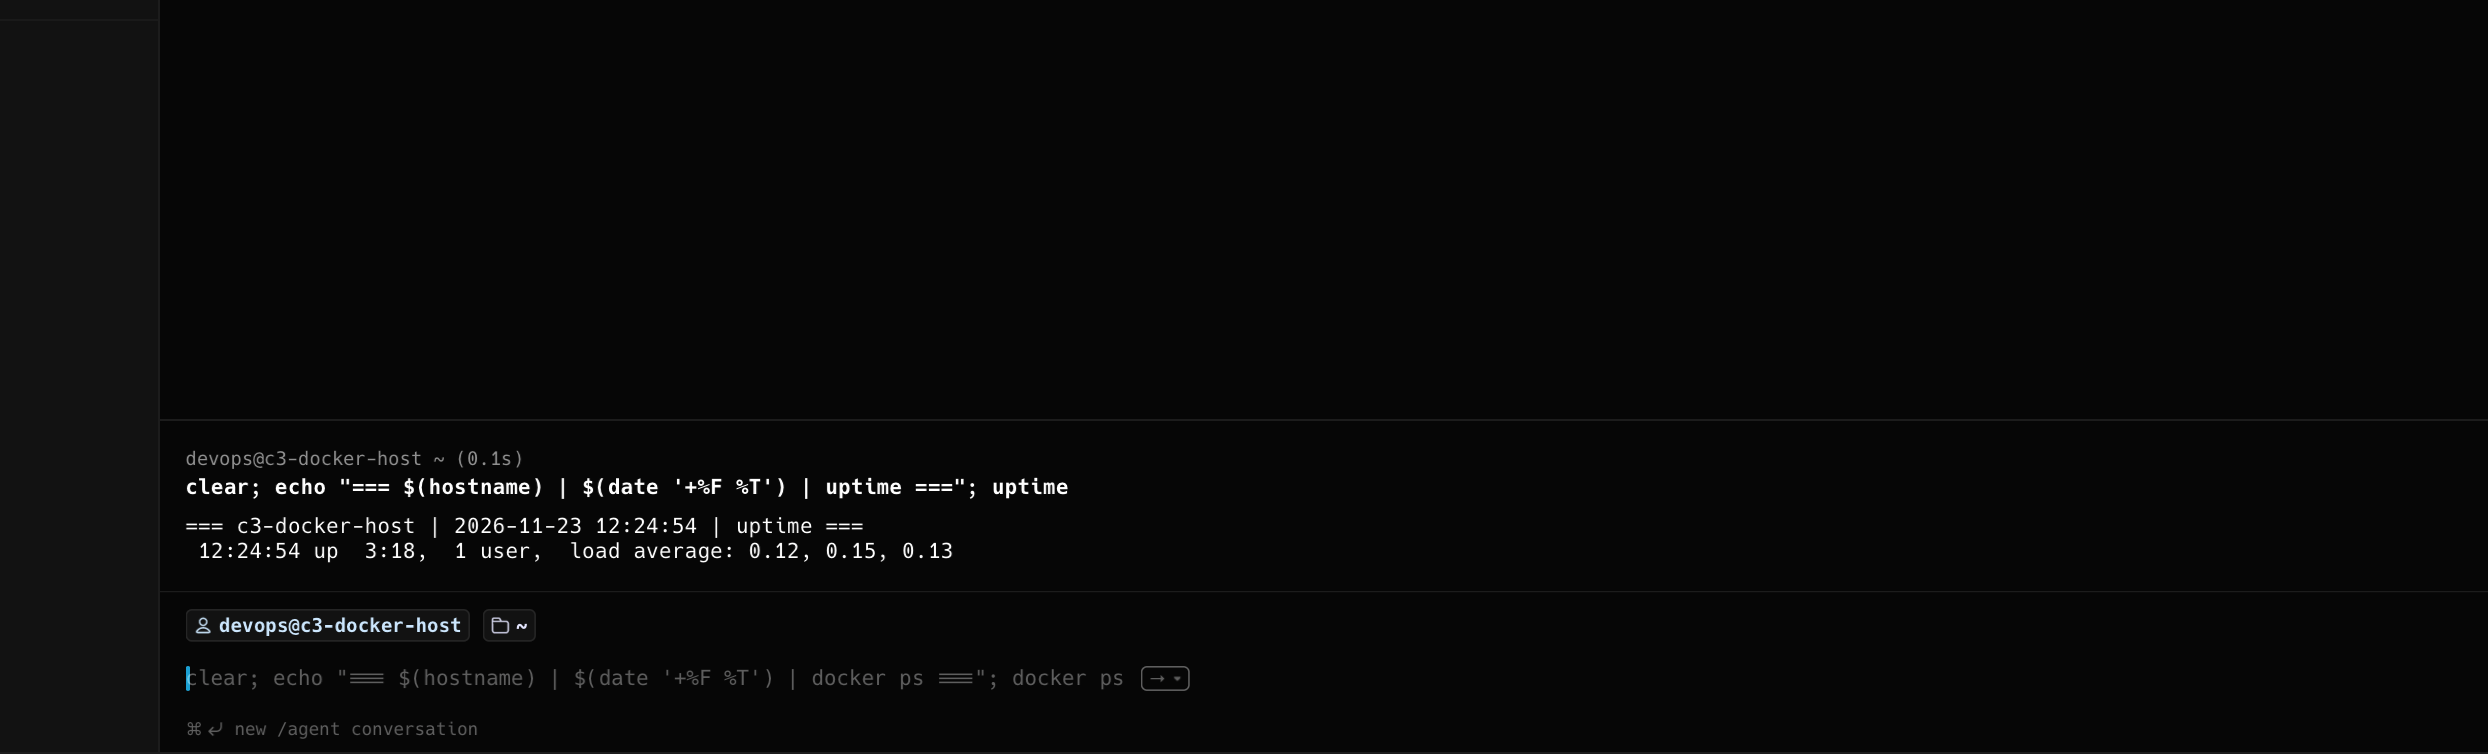 devops@c3-docker-host ~ (0.1s)
clear; echo "=== $(hostname) | $(date '+%F %T') | uptime ==="; uptime
=== c3-docker-host | 2026-11-23 12:24:54 | uptime ===
 12:24:54 up  3:18,  1 user,  load average: 0.12, 0.15, 0.13
devops@c3-docker-host ~
clear; echo "=== $(hostname) | $(date '+%F %T') | docker ps ==="; docker ps →
⌘⏎ new /agent conversation